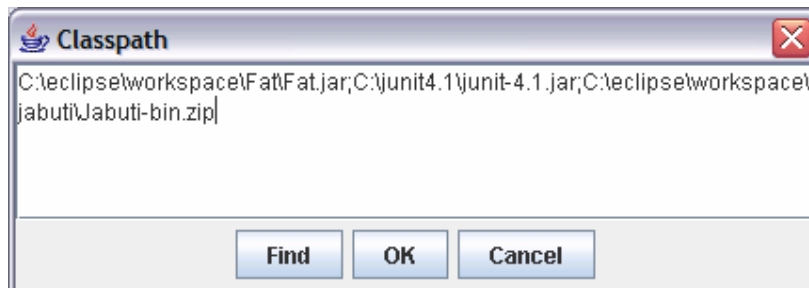 Classpath
C:\eclipse\workspace\Fat\Fat.jar;C:\junit4.1\junit-4.1.jar;C:\eclipse\workspace\
jabuti\Jabuti-bin.zip
Find OK Cancel